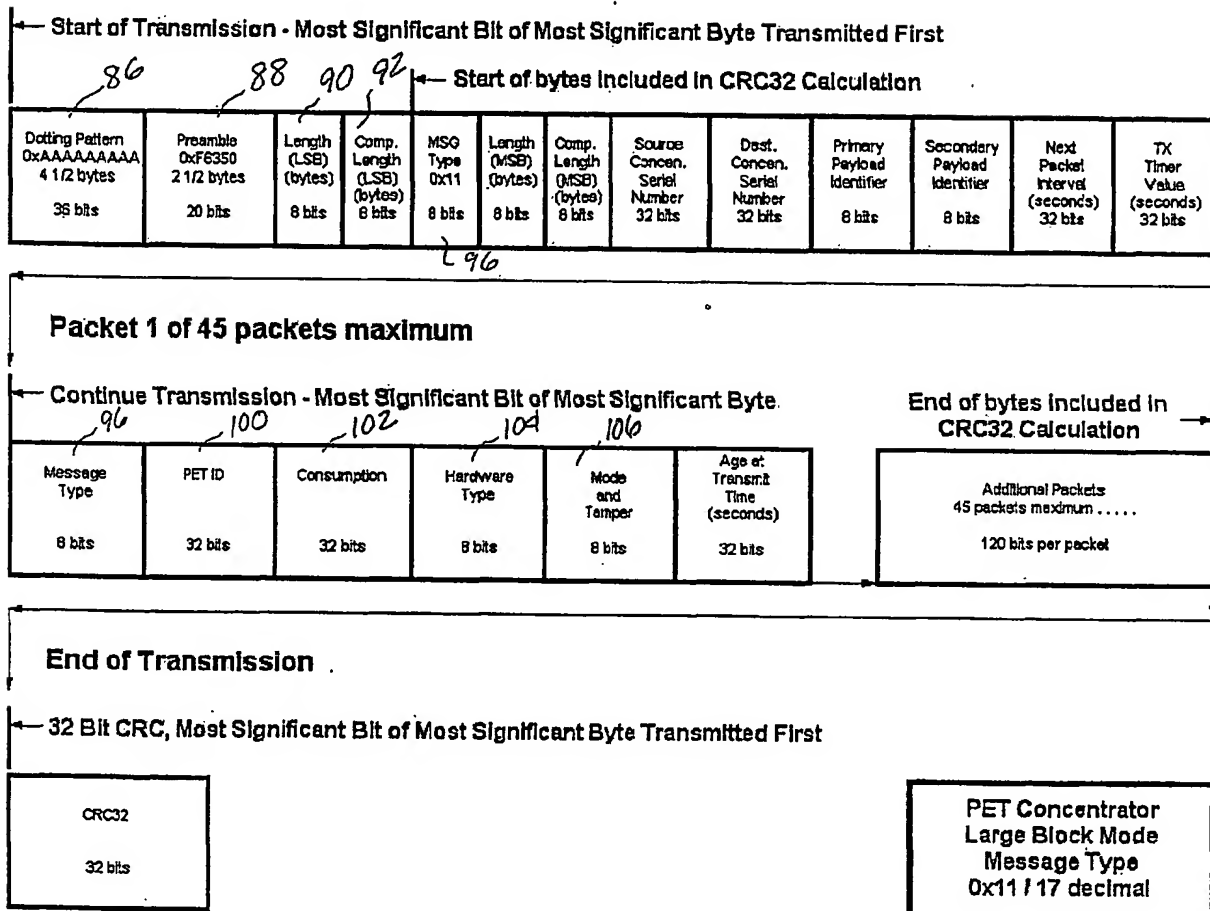 Start of Transmission - Most Significant Bit of Most Significant Byte Transmitted First
86
88
90
92
Start of bytes included in CRC32 Calculation
Dotting Pattern
0xAAAAAAAAA
4 1/2 bytes
36 bits
Preamble
0xF6350
2 1/2 bytes
20 bits
Length
(LSB)
(bytes)
8 bits
Comp.
Length
(LSB)
(bytes)
8 bits
MSG
Type
0x11
8 bits
Length
(MSB)
(bytes)
8 bits
Comp.
Length
(MSB)
(bytes)
8 bits
Source
Concen.
Serial
Number
32 bits
Dest.
Concen.
Serial
Number
32 bits
Primary
Payload
Identifier
8 bits
Secondary
Payload
Identifier
8 bits
Next
Packet
Interval
(seconds)
32 bits
TX
Timer
Value
(seconds)
32 bits
96
Packet 1 of 45 packets maximum
Continue Transmission - Most Significant Bit of Most Significant Byte.
End of bytes included in
CRC32 Calculation
96
100
102
104
106
Message
Type
8 bits
PET ID
32 bits
Consumption
32 bits
Hardware
Type
8 bits
Mode
and
Tamper
8 bits
Age at
Transmit
Time
(seconds)
32 bits
Additional Packets
45 packets maximum .....
120 bits per packet
End of Transmission
32 Bit CRC, Most Significant Bit of Most Significant Byte Transmitted First
CRC32
32 bits
PET Concentrator
Large Block Mode
Message Type
0x11 / 17 decimal